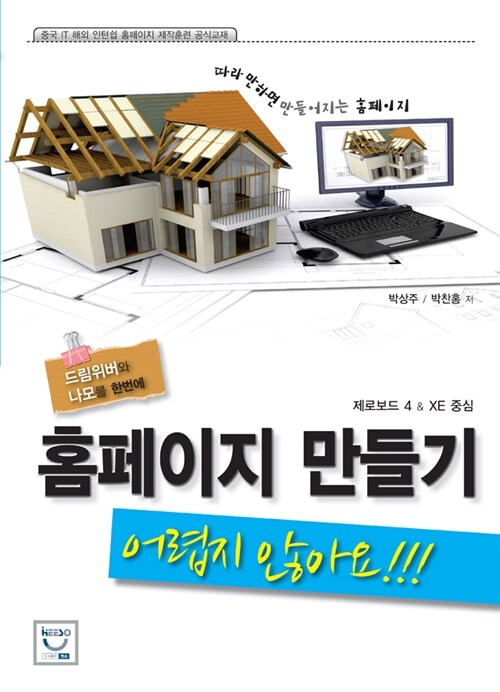 중국 IT 해외 인턴쉽 홈페이지 제작훈련 공식교재
따라만하면 만들어지는 홈페이지
박상주 / 박찬홍 저
드림위버와
나모를 한번에
제로보드 4 & XE 중심
홈페이지 만들기
어렵지 않아요!!!
HEESO